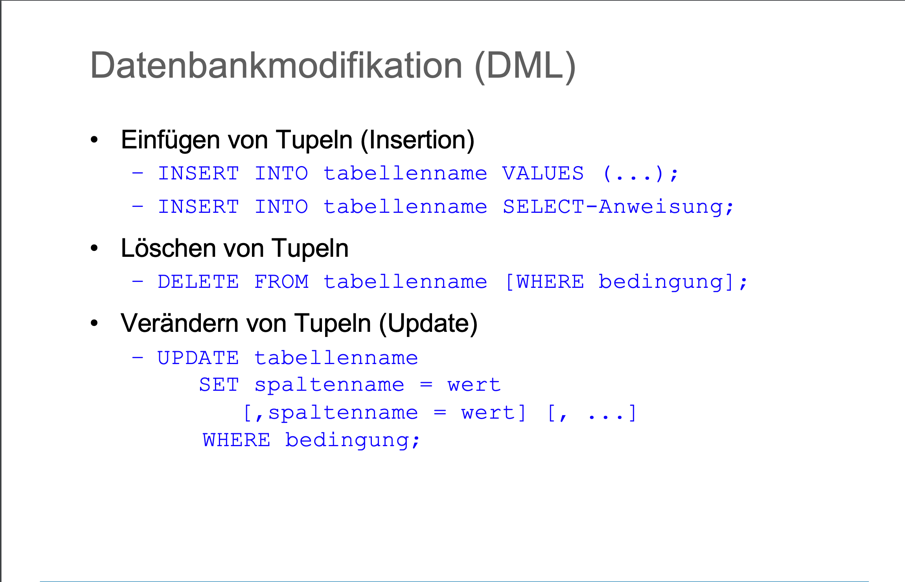 Datenbankmodifikation (DML)
• Einfügen von Tupeln (Insertion)
– INSERT INTO tabellenname VALUES (...);
– INSERT INTO tabellenname SELECT-Anweisung;
• Löschen von Tupeln
– DELETE FROM tabellenname [WHERE bedingung];
• Verändern von Tupeln (Update)
– UPDATE tabellenname
SET spaltenname = wert
[,spaltenname = wert] [, ...]
WHERE bedingung;